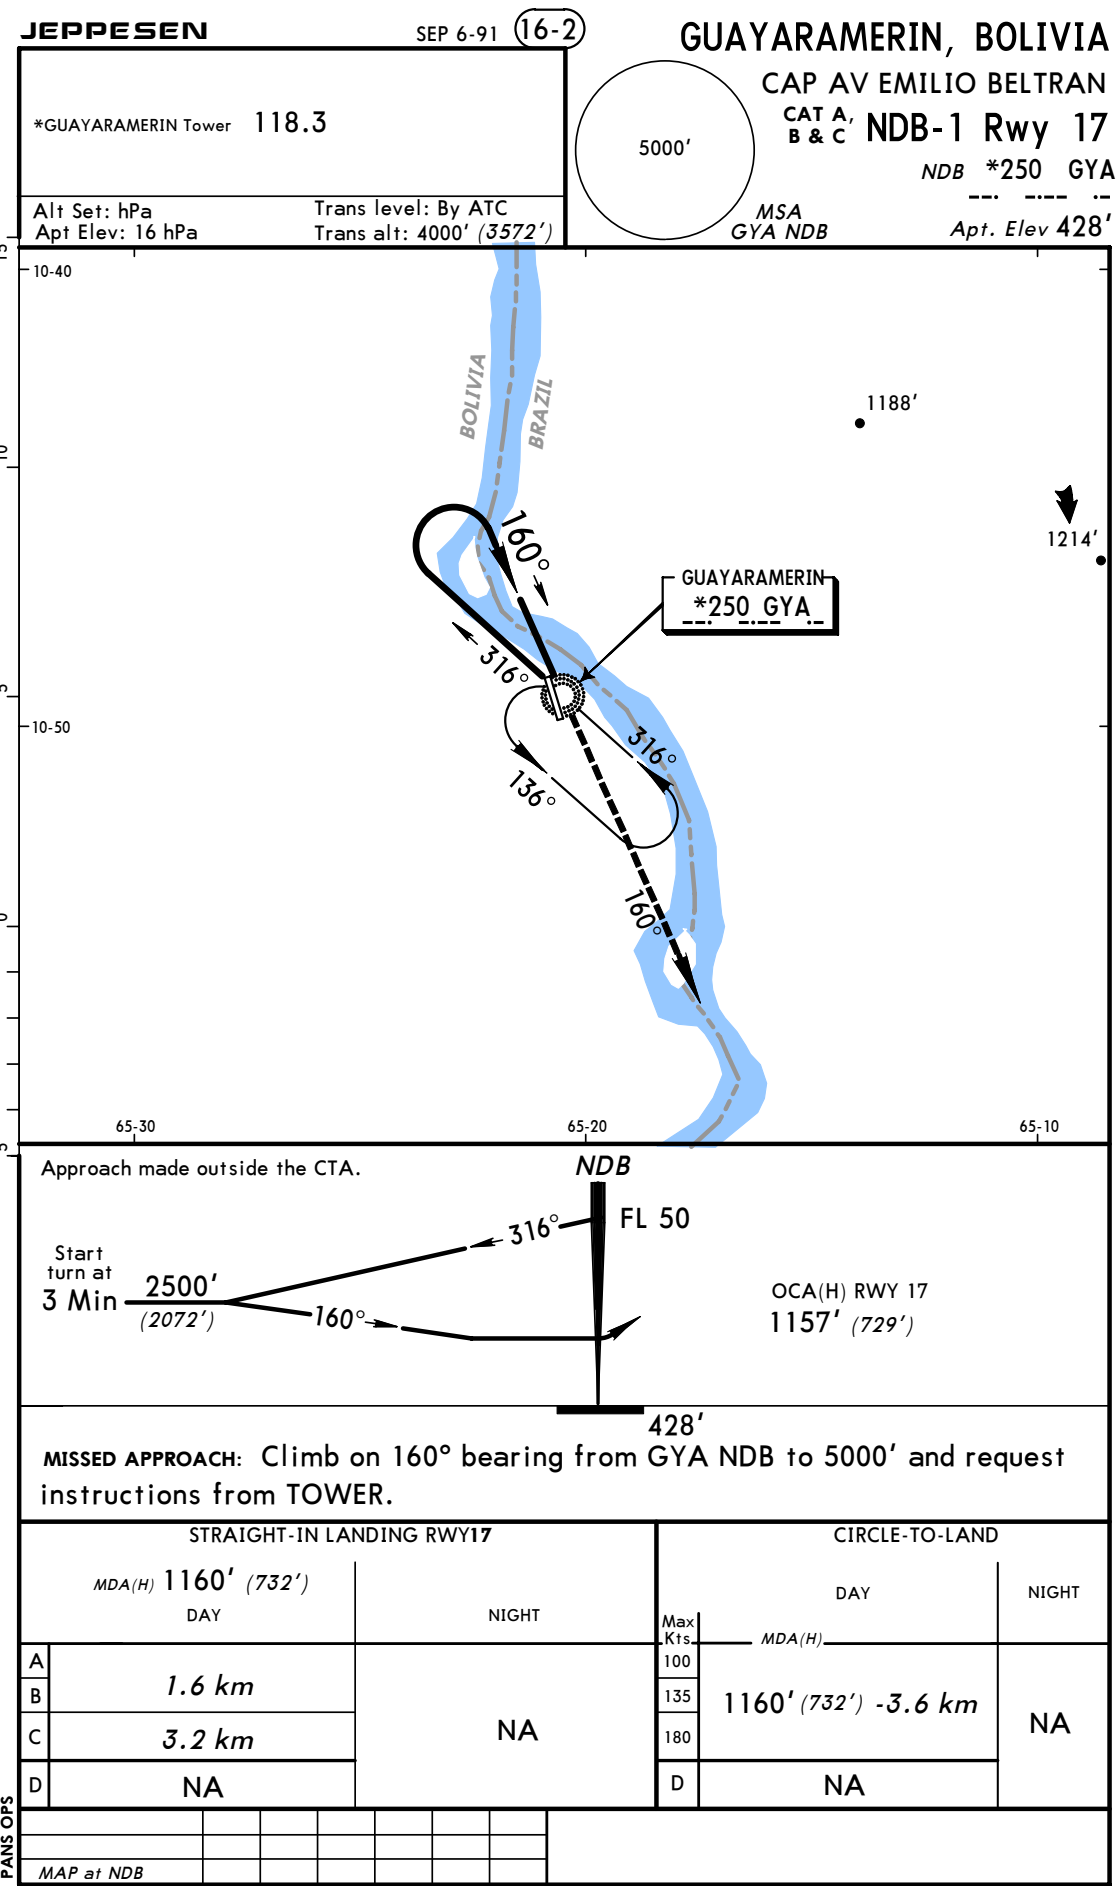 JEPPESEN
SEP 6-91
16-2
GUAYARAMERIN, BOLIVIA
CAP AV EMILIO BELTRAN
CAT A, B & C NDB-1 Rwy 17
NDB *250 GYA
Apt. Elev 428'
*GUAYARAMERIN Tower 118.3
Alt Set: hPa
Trans level: By ATC
Apt Elev: 16 hPa
Trans alt: 4000' (3572')
5000'
MSA
GYA NDB
10-40
BOLIVIA
BRAZIL
1188'
10
1214'
160°
GUAYARAMERIN
*250 GYA
316°
10-50
316°
136°
160°
65-30
65-20
65-10
Approach made outside the CTA.
NDB
316°
FL 50
Start
turn at
3 Min
2500'
(2072')
160°
OCA(H) RWY 17
1157' (729')
428'
MISSED APPROACH: Climb on 160° bearing from GYA NDB to 5000' and request
instructions from TOWER.
STRAIGHT-IN LANDING RWY17
CIRCLE-TO-LAND
MDA(H) 1160' (732')
DAY
NIGHT
DAY
NIGHT
Max
Kts
MDA(H)
A
B
1.6 km
C
3.2 km
D
NA
NA
100
135
180
1160' (732') -3.6 km
NA
D
NA
PANS OPS
MAP at NDB